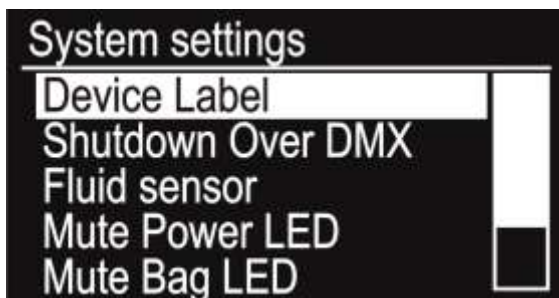 System settings
Device Label
Shutdown Over DMX
Fluid sensor
Mute Power LED
Mute Bag LED